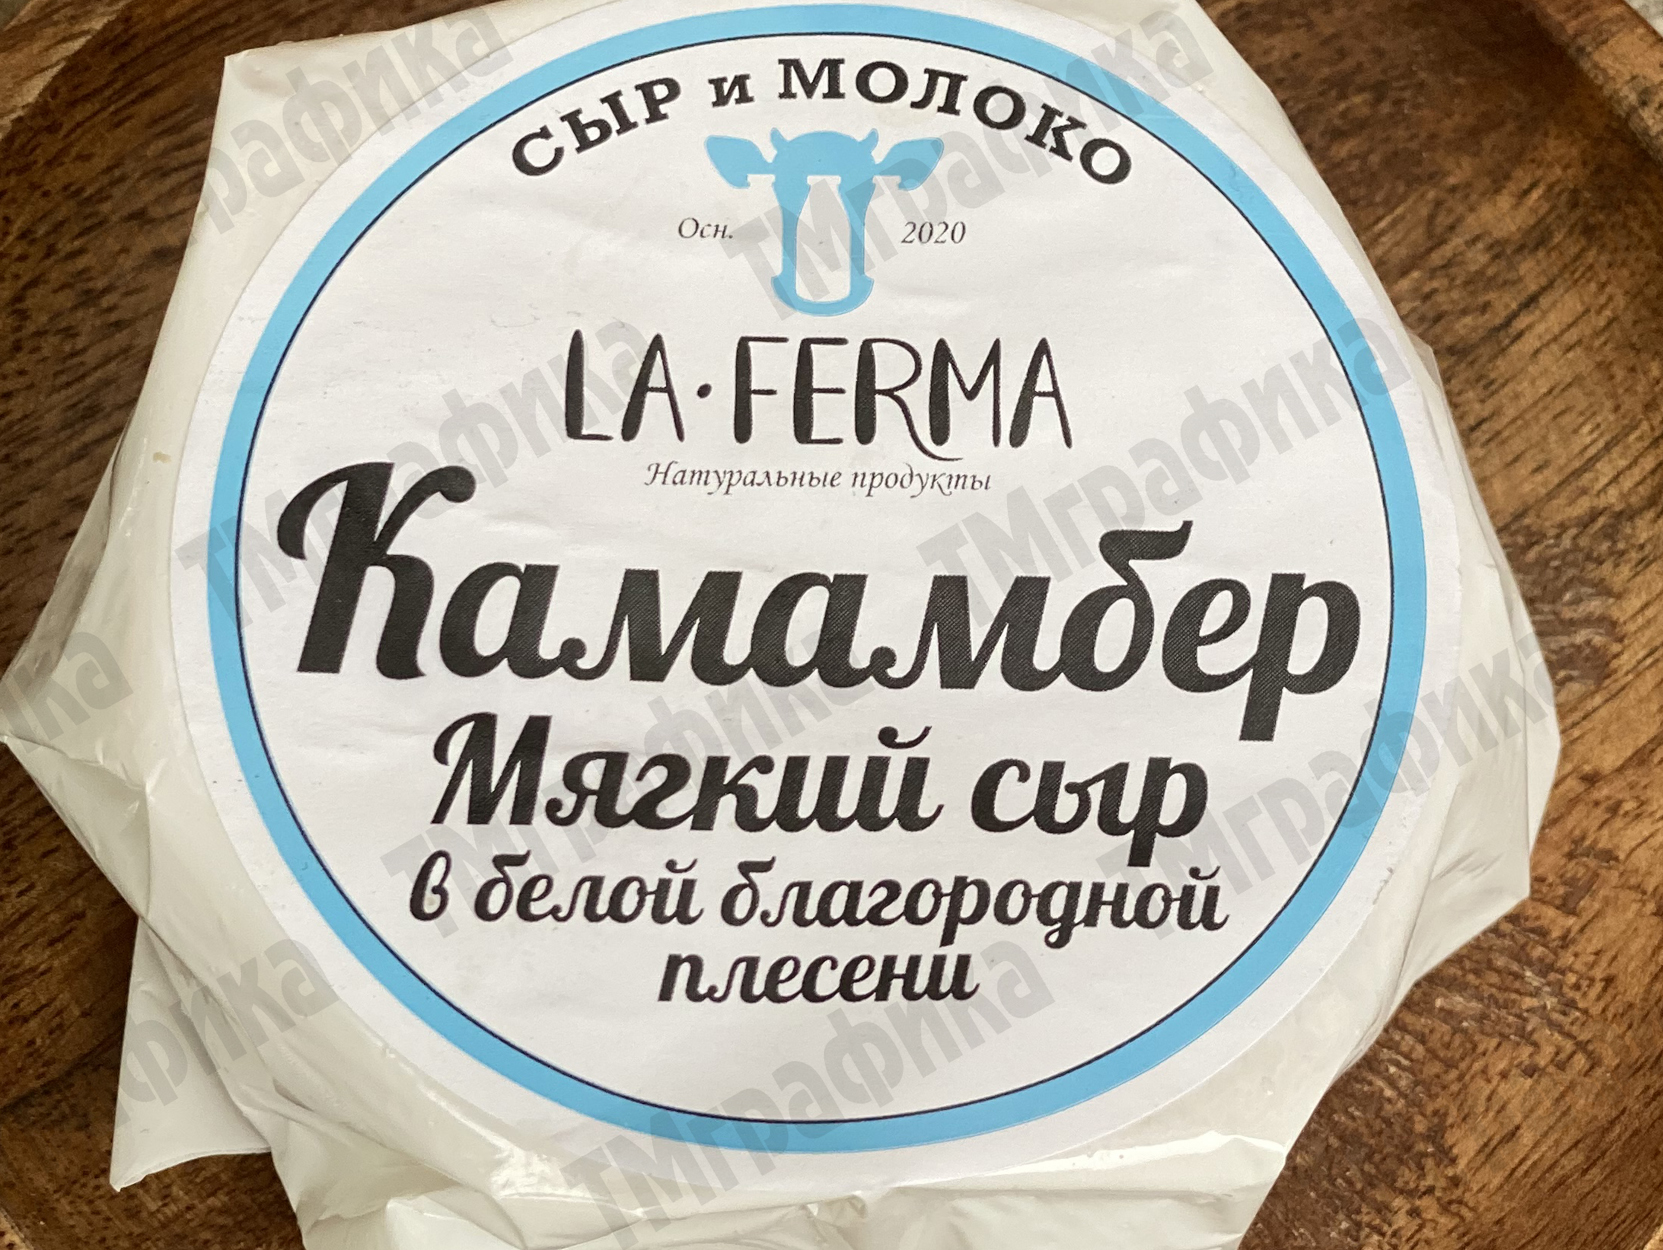 СЫР и МОЛОКО
Осн. 2020
LA·FERMA
Натуральные продукты
Камамбер
Мягкий сыр
в белой благородной
плесени
ТМграфика